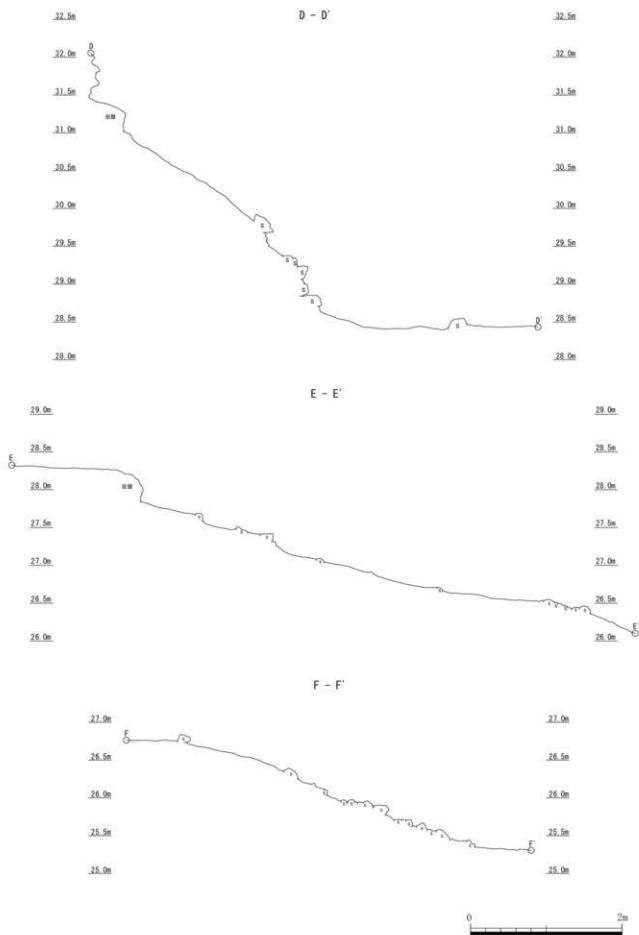 D - D'
32.5m 32.5m
D
32.0m 32.0m
31.5m 31.5m
31.0m 31.0m
30.5m 30.5m
30.0m 30.0m
S
29.5m 29.5m
S
S
S
29.0m 29.0m
S
S
28.5m S D' 28.5m
28.0m 28.0m
E - E'
29.0m 29.0m
28.5m 28.5m
E
28.0m 28.0m
27.5m 27.5m
27.0m 27.0m
26.5m 26.5m
26.0m E' 26.0m
F - F'
27.0m 27.0m
F
26.5m 26.5m
26.0m 26.0m
25.5m 25.5m
F'
25.0m 25.0m
0 2m